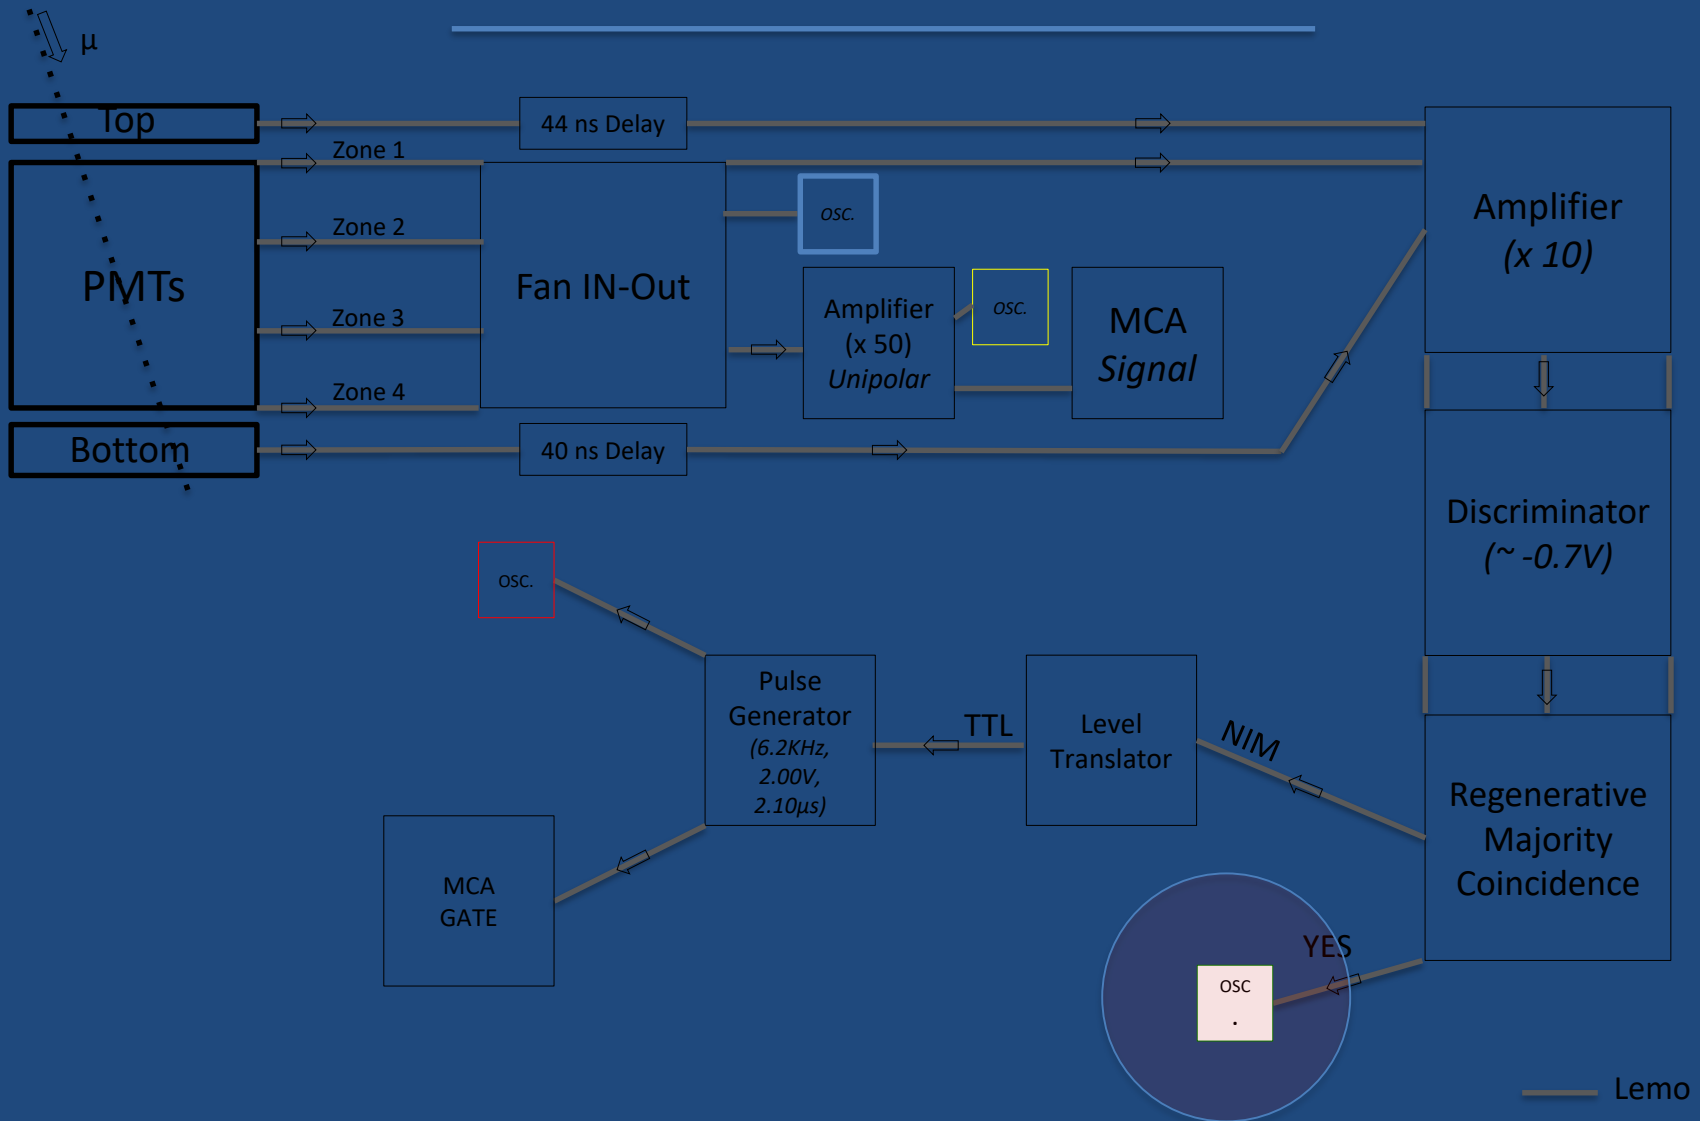 μ
Top
44 ns Delay
Zone 1
Zone 2
Zone 3
Zone 4
PMTs
Fan IN-Out
OSC.
Amplifier
(x 50)
Unipolar
OSC.
MCA
Signal
Amplifier
(x 10)
Bottom
40 ns Delay
Discriminator
(~ -0.7V)
OSC.
Pulse
Generator
(6.2KHz,
2.00V,
2.10μs)
TTL
Level
Translator
NIM
Regenerative
Majority
Coincidence
MCA
GATE
YES
OSC
.
Lemo